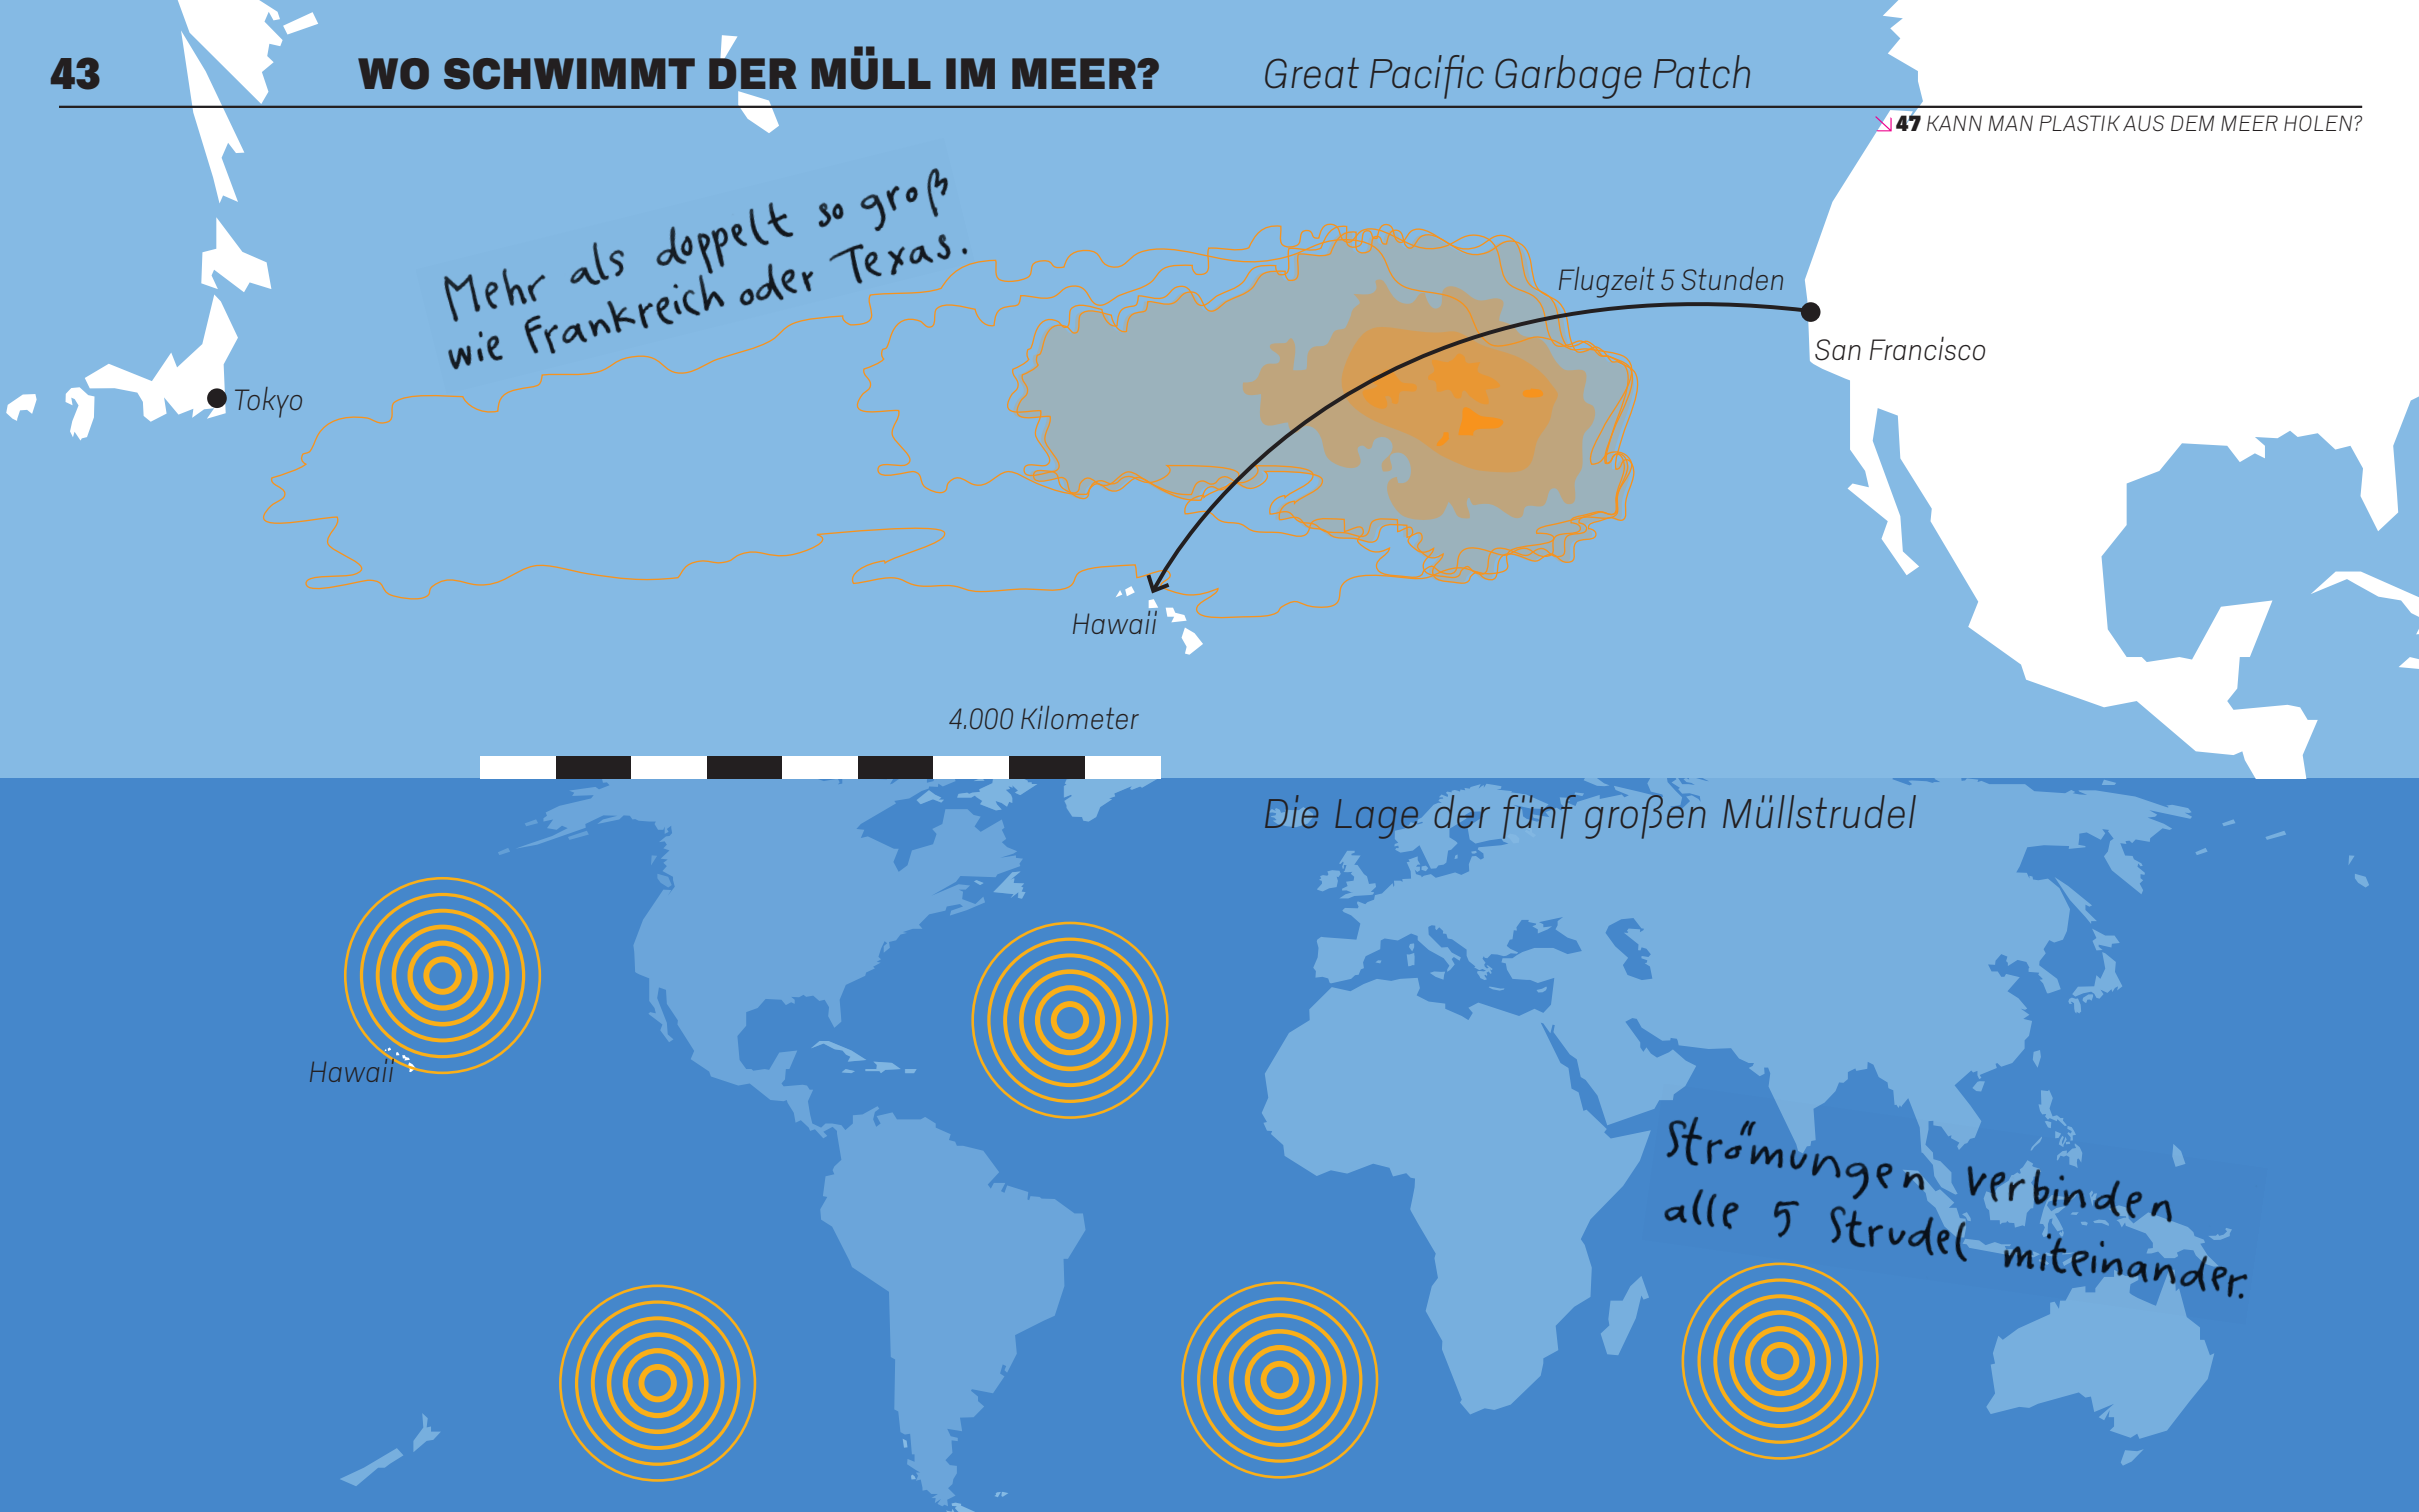 43
WO SCHWIMMT DER MÜLL IM MEER?
Great Pacific Garbage Patch
47 KANN MAN PLASTIK AUS DEM MEER HOLEN?
Mehr als doppelt so groß
wie Frankreich oder Texas.
Flugzeit 5 Stunden
San Francisco
Tokyo
Hawaii
4.000 Kilometer
Die Lage der fünf großen Müllstrudel
Hawaii
Strömungen verbinden
alle 5 Strudel miteinander.